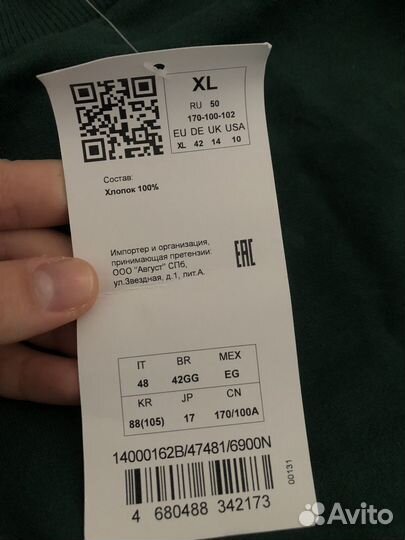 XL
RU 50
170-100-102
EU DE UK USA
XL 42 14 10
Состав:
Хлопок 100%
Импортер и организация,
принимающая претензии:
ООО "Август" СПб,
ул.Звездная, д.1, лит.А.
EAC
IT BR MEX
48 42GG EG
KR JP CN
88(105) 17 170/100A
14000162B/47481/6900N
00131
4 680488 342173
Avito